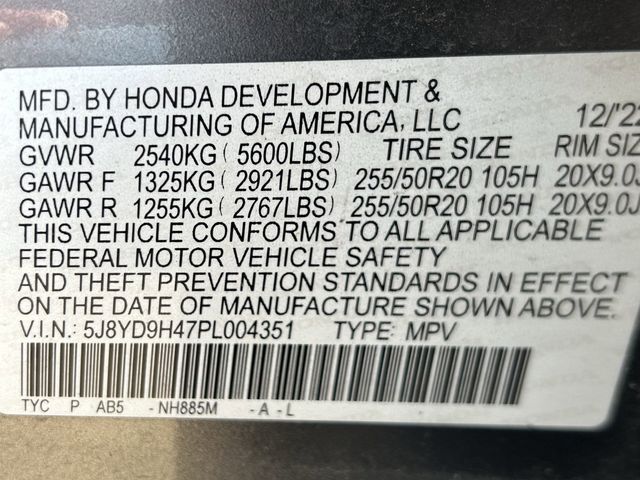 MFD. BY HONDA DEVELOPMENT &
MANUFACTURING OF AMERICA, LLC 12/'22
GVWR 2540KG ( 5600LBS) TIRE SIZE RIM SIZ
GAWR F 1325KG ( 2921LBS) 255/50R20 105H 20X9.0J
GAWR R 1255KG ( 2767LBS) 255/50R20 105H 20X9.0J
THIS VEHICLE CONFORMS TO ALL APPLICABLE
FEDERAL MOTOR VEHICLE SAFETY
AND THEFT PREVENTION STANDARDS IN EFFECT
ON THE DATE OF MANUFACTURE SHOWN ABOVE.
V.I.N.: 5J8YD9H47PL004351 TYPE: MPV
TYC P AB5 -NH885M -A-L